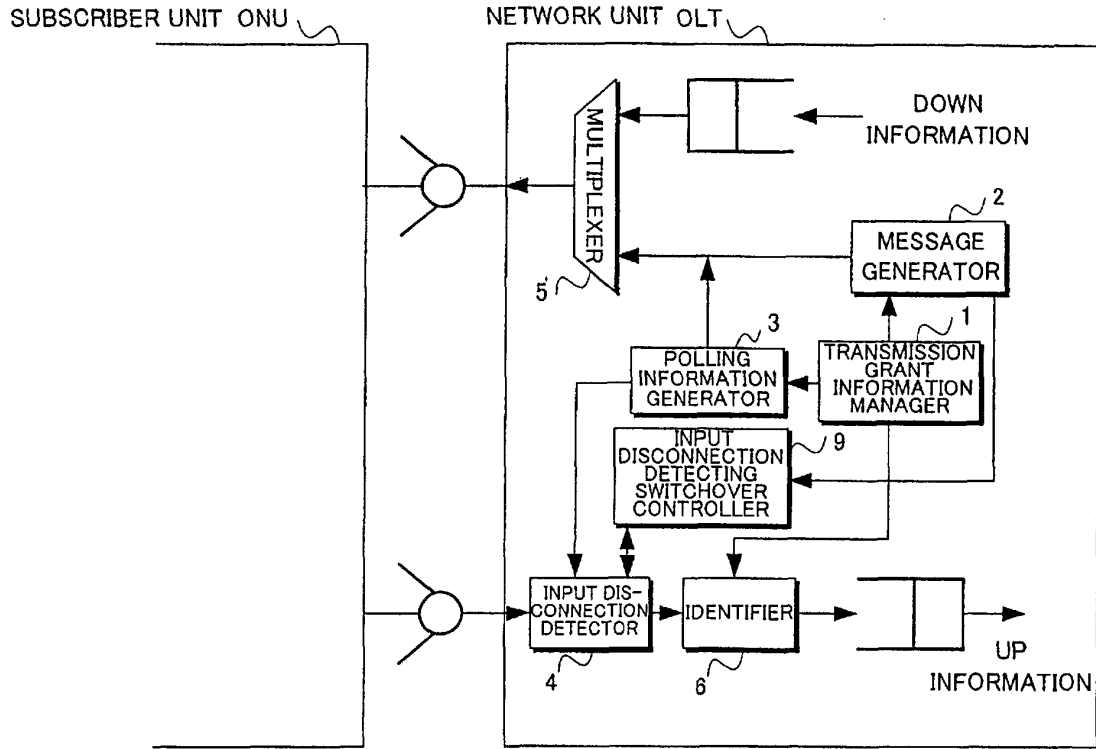 SUBSCRIBER UNIT ONU
NETWORK UNIT OLT
MULTIPLEXER
5
DOWN
INFORMATION
2
MESSAGE
GENERATOR
3
POLLING
INFORMATION
GENERATOR
1
TRANSMISSION
GRANT
INFORMATION
MANAGER
9
INPUT
DISCONNECTION
DETECTING
SWITCHOVER
CONTROLLER
INPUT DIS-
CONNECTION
DETECTOR
4
IDENTIFIER
6
UP
INFORMATION